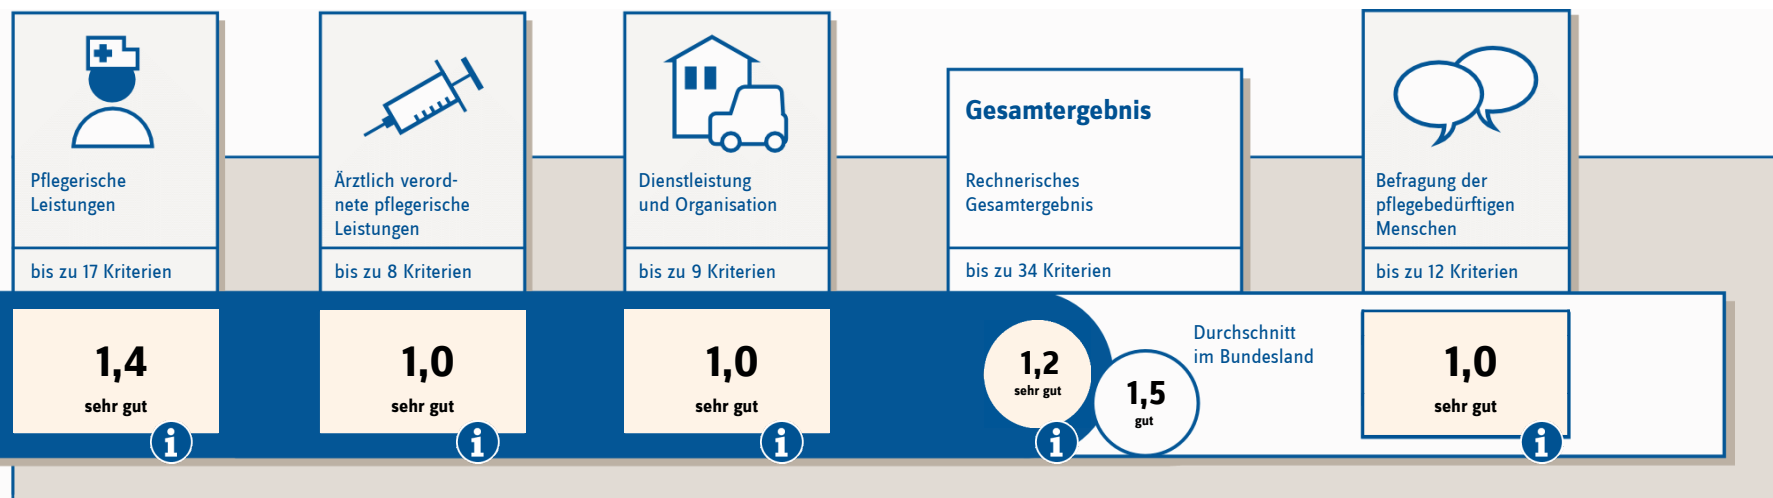 Pflegerische
Leistungen
bis zu 17 Kriterien
1,4
sehr gut
i
Ärztlich verord-
nete pflegerische
Leistungen
bis zu 8 Kriterien
1,0
sehr gut
i
Dienstleistung
und Organisation
bis zu 9 Kriterien
1,0
sehr gut
i
Gesamtergebnis
Rechnerisches
Gesamtergebnis
bis zu 34 Kriterien
1,2
sehr gut
i
1,5
gut
Durchschnitt
im Bundesland
Befragung der
pflegebedürftigen
Menschen
bis zu 12 Kriterien
1,0
sehr gut
i